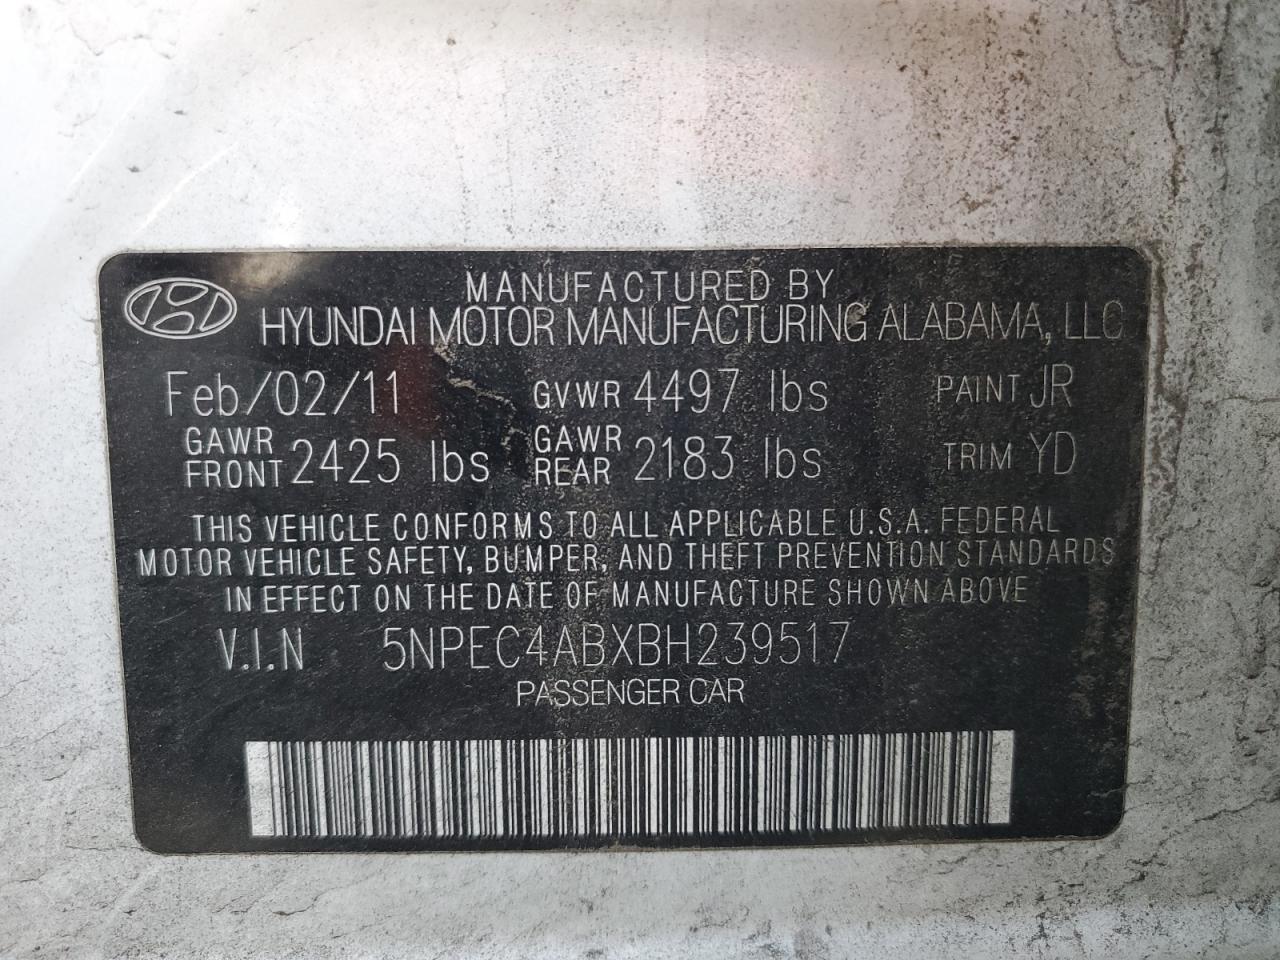 MANUFACTURED BY
HYUNDAI MOTOR MANUFACTURING ALABAMA, LLC
Feb/02/11 GVWR 4497 lbs PAINT JR
GAWR FRONT 2425 lbs GAWR REAR 2183 lbs TRIM YD
THIS VEHICLE CONFORMS TO ALL APPLICABLE U.S.A. FEDERAL
MOTOR VEHICLE SAFETY, BUMPER, AND THEFT PREVENTION STANDARDS
IN EFFECT ON THE DATE OF MANUFACTURE SHOWN ABOVE
V.I.N 5NPEC4ABXBH239517
PASSENGER CAR